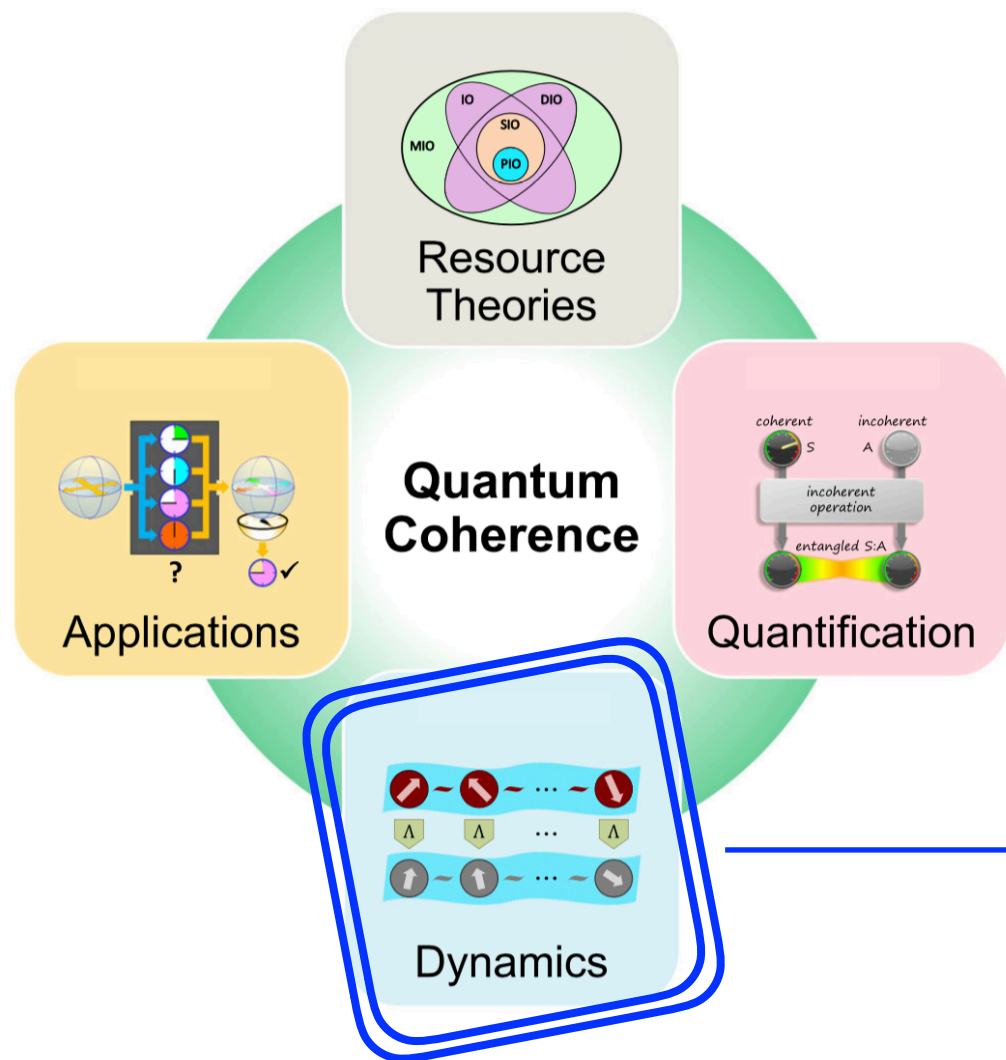 IO DIO
SIO
MIO
PIO
Resource
Theories
?
✓
Applications
Quantum
Coherence
coherent incoherent
S A
incoherent
operation
entangled S:A
Quantification
~ ~ ... ~
Λ Λ ... Λ
~ ~ ... ~
Dynamics